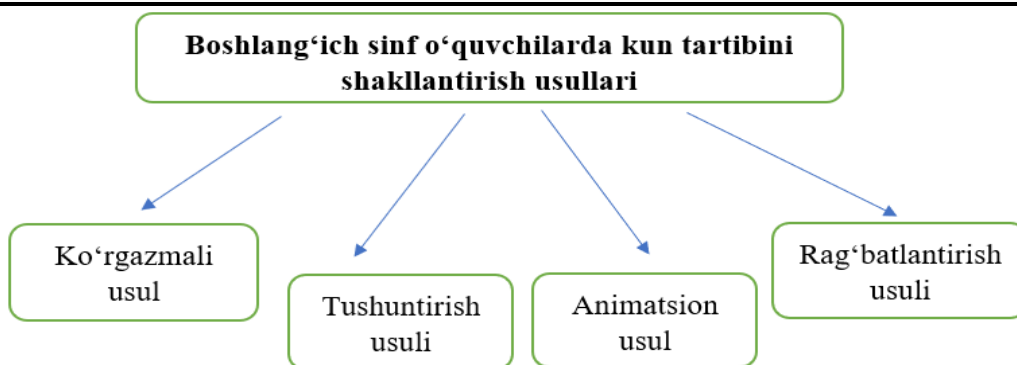 Boshlang‘ich sinf o‘quvchilarda kun tartibini
shakllantirish usullari
Ko‘rgazmali
usul
Tushuntirish
usuli
Animatsion
usul
Rag‘batlantirish
usuli